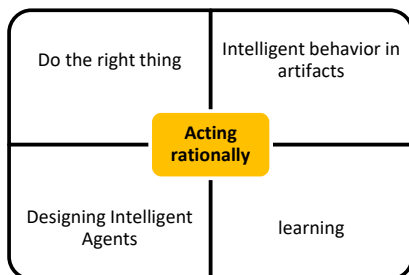 Do the right thing
Intelligent behavior in
artifacts
Acting
rationally
Designing Intelligent
Agents
learning